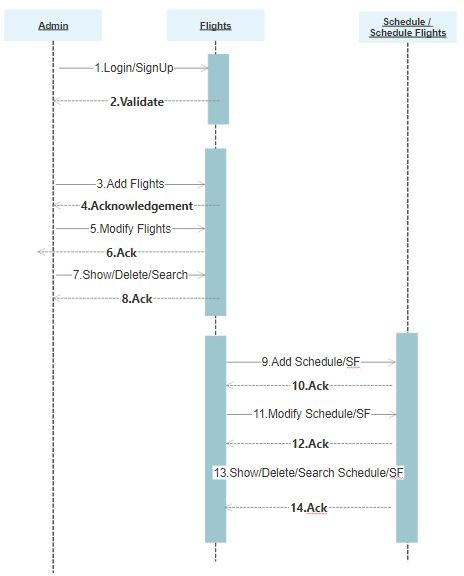 Admin
Flights
Schedule /
Schedule Flights
1.Login/SignUp
2.Validate
3.Add Flights
4.Acknowledgement
5.Modify Flights
6.Ack
7.Show/Delete/Search
8.Ack
9.Add Schedule/SF
10.Ack
11.Modify Schedule/SF
12.Ack
13.Show/Delete/Search Schedule/SF
14.Ack